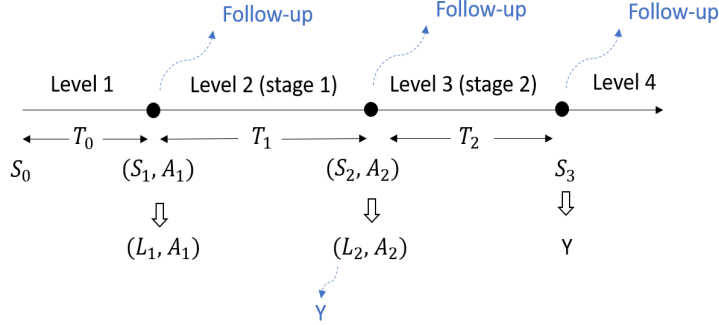 Follow-up Follow-up Follow-up
Level 1 Level 2 (stage 1) Level 3 (stage 2) Level 4
T₀ T₁ T₂
S₀ (S₁, A₁) (S₂, A₂) S₃
(L₁, A₁) (L₂, A₂) Y
Y